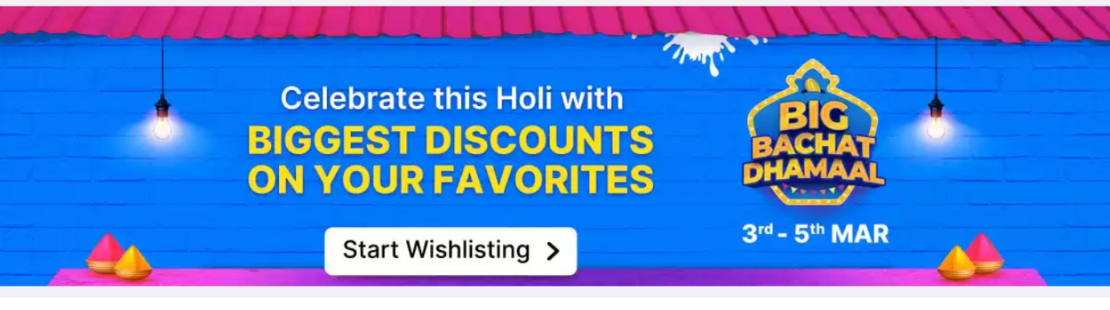 Celebrate this Holi with
BIGGEST DISCOUNTS
ON YOUR FAVORITES
Start Wishlisting
BIG
BACHAT
DHAMAAL
3rd - 5th MAR